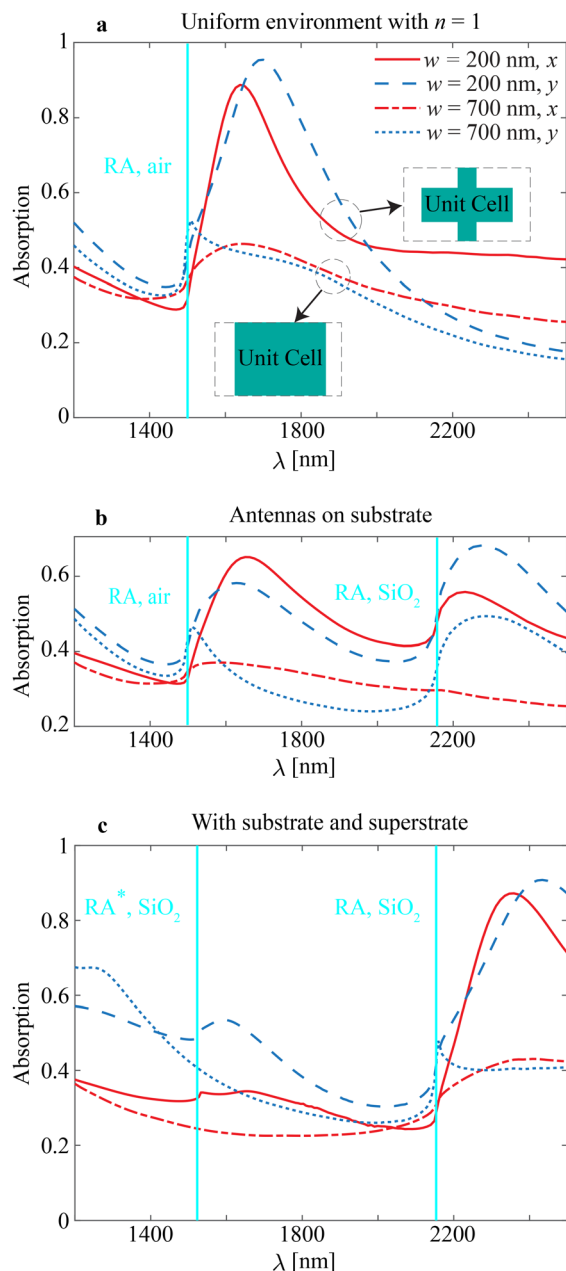 a Uniform environment with n = 1
1
0.8
0.6
0.4
0.2
0
Absorption
RA, air
w = 200 nm, x
w = 200 nm, y
w = 700 nm, x
w = 700 nm, y
Unit Cell
Unit Cell
1400 1800 2200
λ [nm]
b Antennas on substrate
0.6
0.4
0.2
Absorption
RA, air
RA, SiO₂
1400 1800 2200
λ [nm]
c With substrate and superstrate
1
0.8
0.6
0.4
0.2
0
Absorption
RA*, SiO₂
RA, SiO₂
1400 1800 2200
λ [nm]